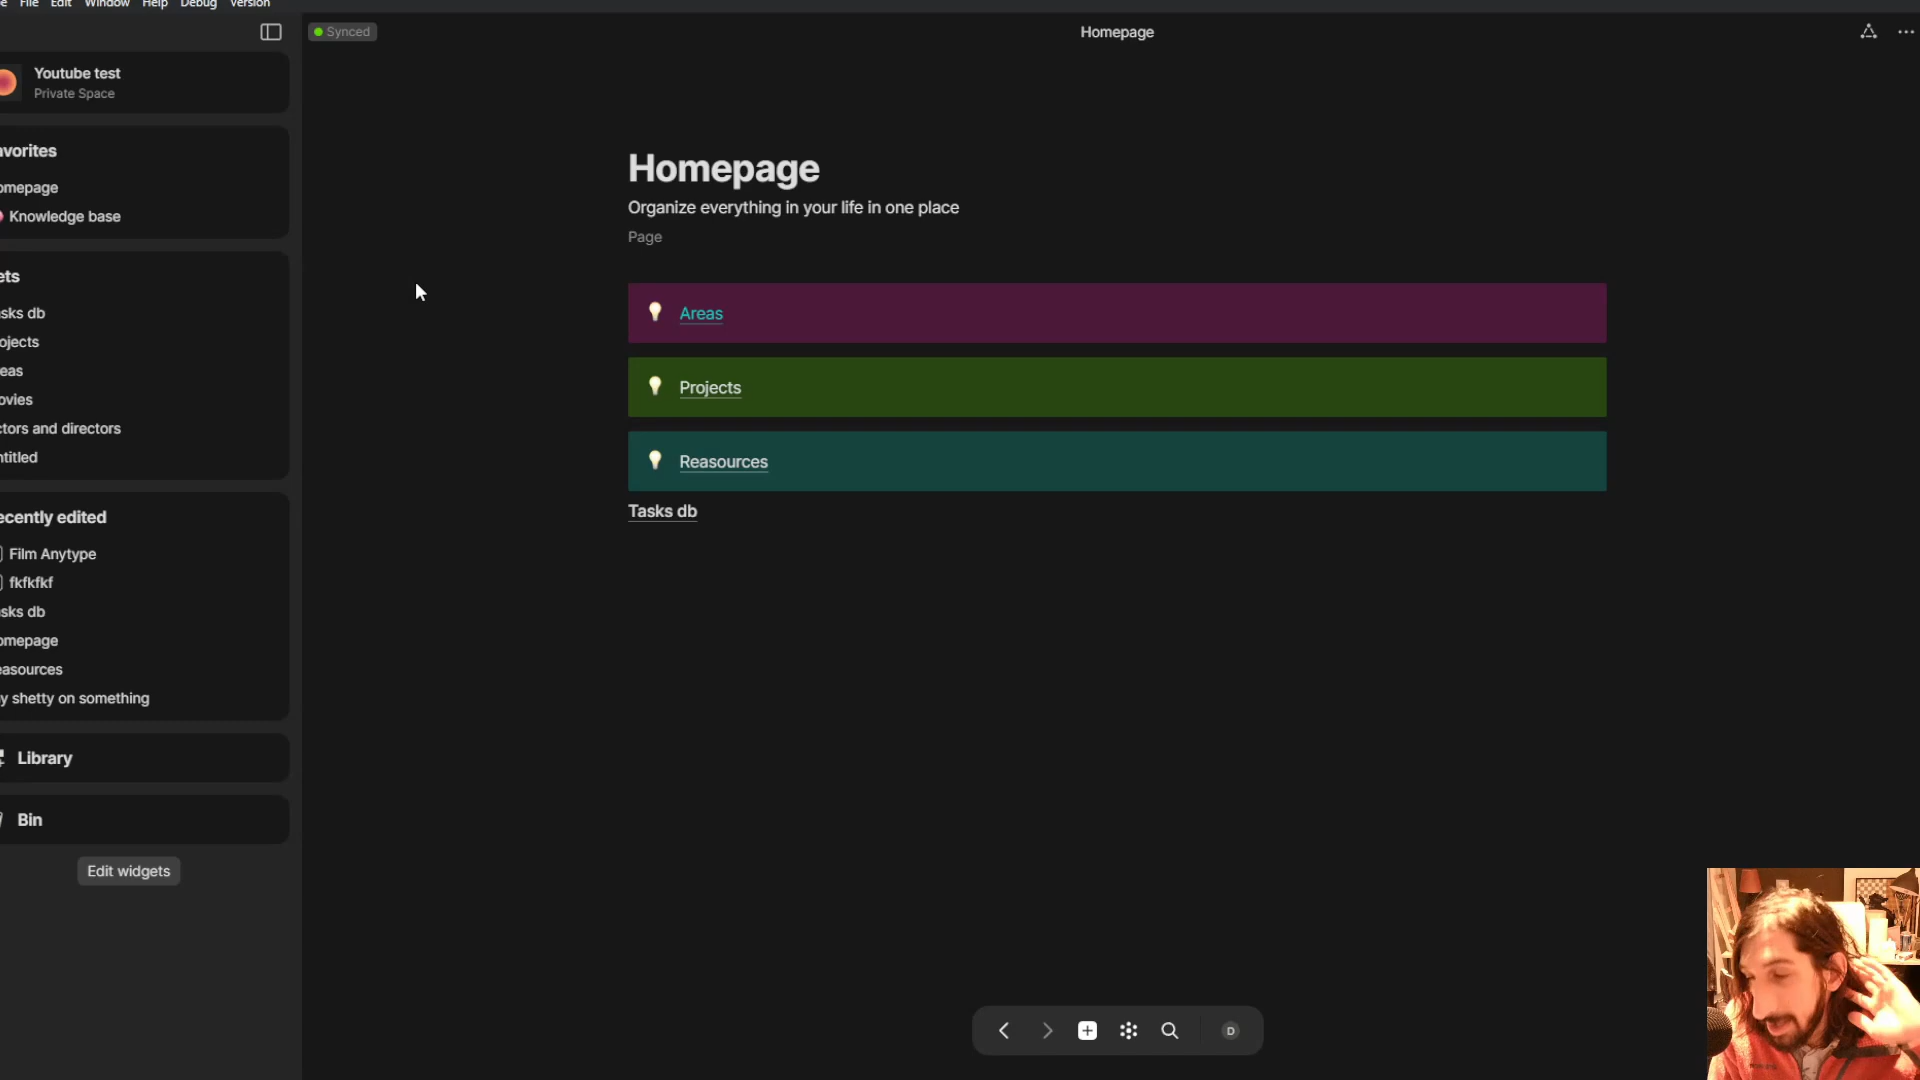 File Edit Window Help Debug Version
Synced
Homepage
Youtube test
Private Space
avorites
omepage
Knowledge base
ets
sks db
ojects
eas
ovies
ctors and directors
ntitled
ecently edited
Film Anytype
fkfkfkf
sks db
omepage
easources
y shetty on something
Library
Bin
Edit widgets
Homepage
Organize everything in your life in one place
Page
Areas
Projects
Reasources
Tasks db
D